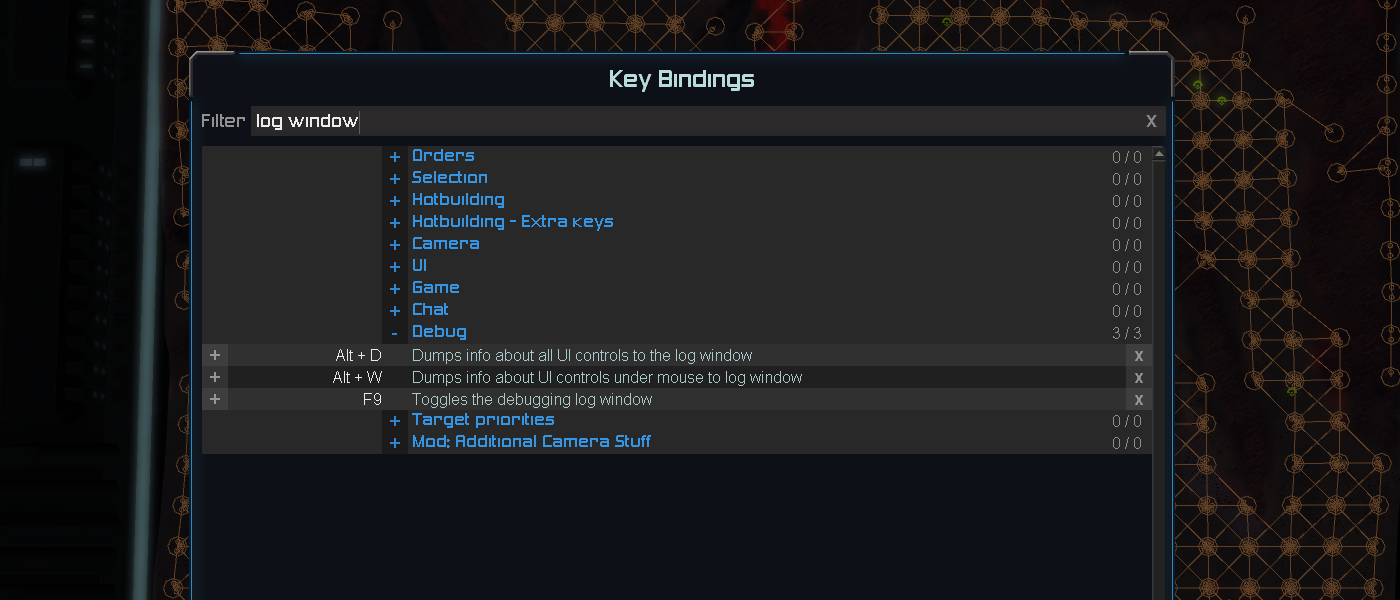 Key Bindings
Filter log window X
+ Orders 0 / 0
+ Selection 0 / 0
+ Hotbuilding 0 / 0
+ Hotbuilding - Extra keys 0 / 0
+ Camera 0 / 0
+ UI 0 / 0
+ Game 0 / 0
+ Chat 0 / 0
- Debug 3 / 3
+ Alt + D Dumps info about all UI controls to the log window x
+ Alt + W Dumps info about UI controls under mouse to log window x
+ F9 Toggles the debugging log window x
+ Target priorities 0 / 0
+ Mod: Additional Camera Stuff 0 / 0